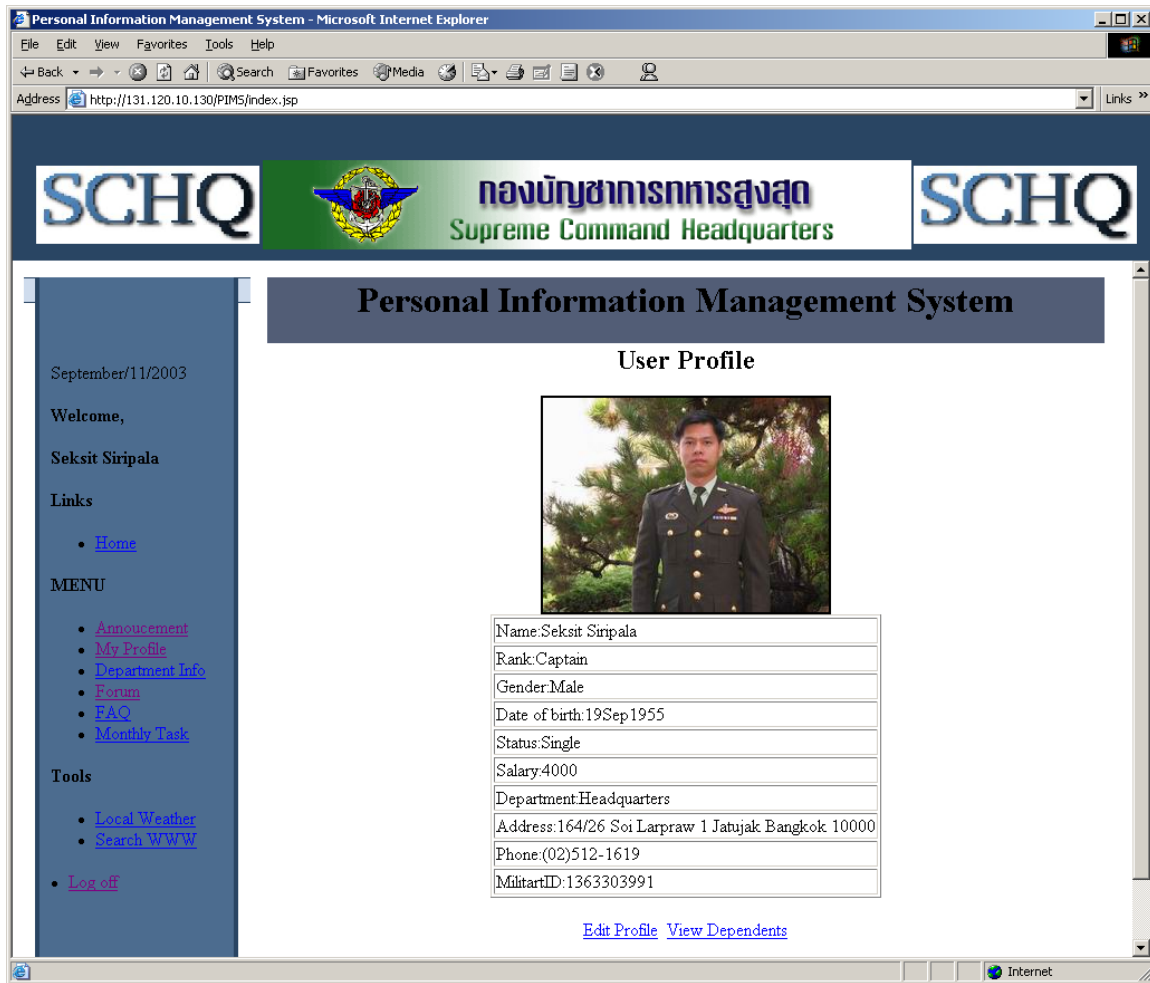 Personal Information Management System - Microsoft Internet Explorer
File Edit View Favorites Tools Help
Back Search Favorites Media
Address http://131.120.10.130/PIMS/index.jsp Links »
SCHQ
กองบัญชาการทหารสูงสุด
Supreme Command Headquarters
SCHQ
September/11/2003
Welcome,
Seksit Siripala
Links
Home
MENU
Annoucement
My Profile
Department Info
Forum
FAQ
Monthly Task
Tools
Local Weather
Search WWW
Log off
Personal Information Management System
User Profile
Name:Seksit Siripala
Rank:Captain
Gender:Male
Date of birth:19Sep1955
Status:Single
Salary:4000
Department:Headquarters
Address:164/26 Soi Larpraw 1 Jatujak Bangkok 10000
Phone:(02)512-1619
MilitartID:1363303991
Edit Profile View Dependents
Internet